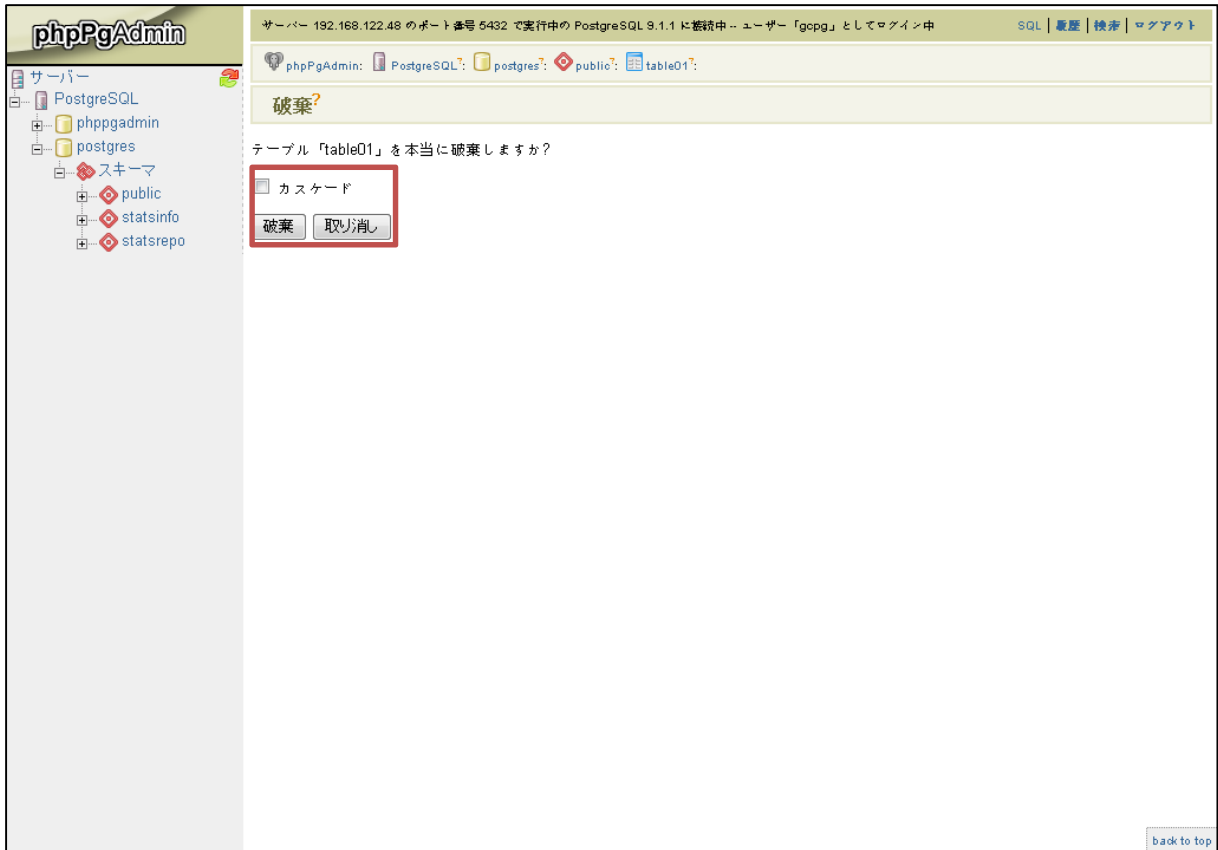 phpPgAdmin
サーバー 192.168.122.48 のポート番号 5432 で実行中の PostgreSQL 9.1.1 に接続中 -- ユーザー「gopg」としてログイン中
SQL | 履歴 | 検索 | ログアウト
phpPgAdmin: PostgreSQL?: postgres?: public?: table01?:
破棄?
サーバー
PostgreSQL
phppgadmin
postgres
スキーマ
public
statsinfo
statsrepo
テーブル「table01」を本当に破棄しますか?
カスケード
破棄 取り消し
back to top